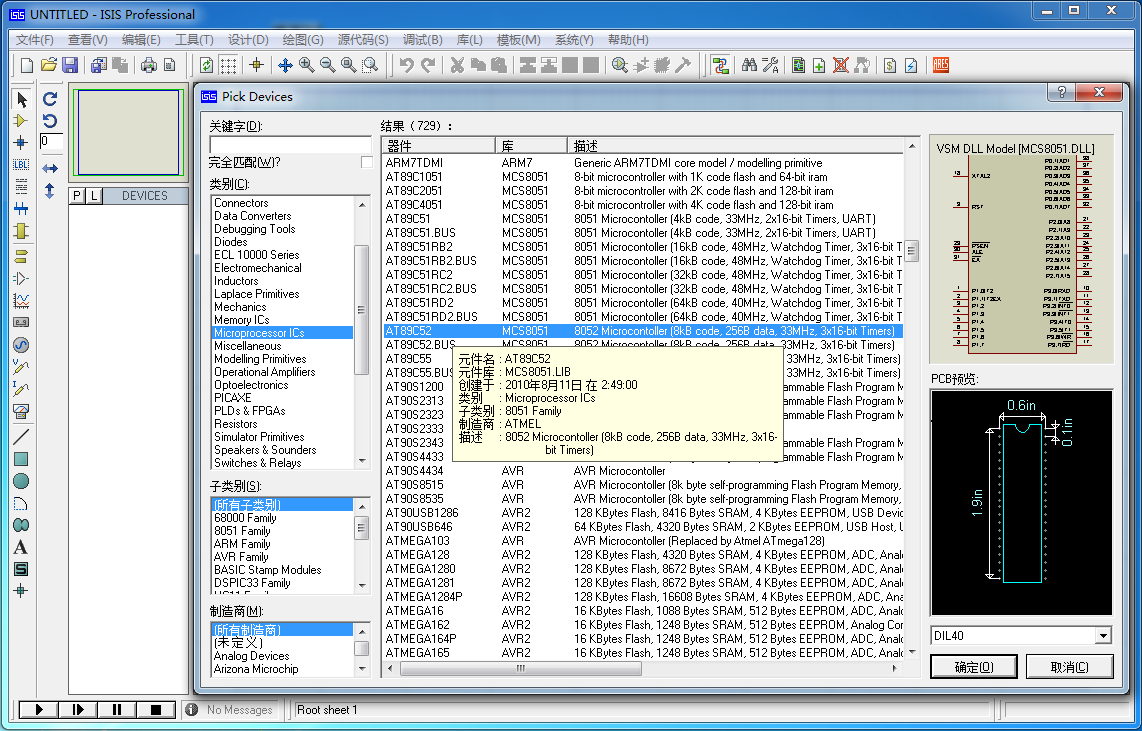 UNTITLED - ISIS Professional
文件(F) 查看(V) 编辑(E) 工具(T) 设计(D) 绘图(G) 源代码(S) 调试(B) 库(L) 模板(M) 系统(Y) 帮助(H)
ARES
LBL
0
P L DEVICES
Pick Devices
关键字(D):
完全匹配(W)?
类别(C):
Connectors
Data Converters
Debugging Tools
Diodes
ECL 10000 Series
Electromechanical
Inductors
Laplace Primitives
Mechanics
Memory ICs
Microprocessor ICs
Miscellaneous
Modelling Primitives
Operational Amplifiers
Optoelectronics
PICAXE
PLDs & FPGAs
Resistors
Simulator Primitives
Speakers & Sounders
Switches & Relays
子类别(S):
(所有子类别)
68000 Family
8051 Family
ARM Family
AVR Family
BASIC Stamp Modules
DSPIC33 Family
HC11 Family
制造商(M):
(所有制造商)
(未定义)
Analog Devices
Arizona Microchip
结果（729）:
器件 库 描述
ARM7TDMI ARM7 Generic ARM7TDMI core model / modelling primitive
AT89C1051 MCS8051 8-bit microcontroller with 1K code flash and 64-bit iram
AT89C2051 MCS8051 8-bit microcontroller with 2K code flash and 128-bit iram
AT89C4051 MCS8051 8-bit microcontroller with 4K code flash and 128-bit iram
AT89C51 MCS8051 8051 Microcontoller (4kB code, 33MHz, 2x16-bit Timers, UART)
AT89C51.BUS MCS8051 8051 Microcontoller (4kB code, 33MHz, 2x16-bit Timers, UART)
AT89C51RB2 MCS8051 8051 Microcontoller (16kB code, 48MHz, Watchdog Timer, 3x16-bit T
AT89C51RB2.BUS MCS8051 8051 Microcontoller (16kB code, 48MHz, Watchdog Timer, 3x16-bit T
AT89C51RC2 MCS8051 8051 Microcontoller (32kB code, 48MHz, Watchdog Timer, 3x16-bit T
AT89C51RC2.BUS MCS8051 8051 Microcontoller (32kB code, 48MHz, Watchdog Timer, 3x16-bit T
AT89C51RD2 MCS8051 8051 Microcontoller (64kB code, 40MHz, Watchdog Timer, 3x16-bit T
AT89C51RD2.BUS MCS8051 8051 Microcontoller (64kB code, 40MHz, Watchdog Timer, 3x16-bit T
AT89C52 MCS8051 8052 Microcontoller (8kB code, 256B data, 33MHz, 3x16-bit Timers)
AT89C52.BUS MCS8051 8052 Microcontoller (8kB code, 256B data, 33MHz, 3x16-bit Timers)
AT89C55 33MHz, 3x16-bit Timers)
AT89C55.BUS 33MHz, 3x16-bit Timers)
AT90S1200 ammable Flash Program M
AT90S2313 ammable Flash Program M
AT90S2323 ammable Flash Program M
AT90S2333 ammable Flash Program M
AT90S2343 ammable Flash Program M
AT90S4433 ammable Flash Program M
AT90S4434 AVR AVR Microcontoller
AT90S8515 AVR AVR Microcontoller (8k byte self-programming Flash Program Memory,
AT90S8535 AVR AVR Microcontoller (8k byte self-programming Flash Program Memory,
AT90USB1286 AVR2 128 KBytes Flash, 8416 Bytes SRAM, 4 KBytes EEPROM, USB Devic
AT90USB646 AVR2 64 KBytes Flash, 4320 Bytes SRAM, 2 KBytes EEPROM, USB Host, U
ATMEGA103 AVR AVR Microcontoller (Replaced by Atmel ATmega128)
ATMEGA128 AVR2 128 KBytes Flash, 4320 Bytes SRAM, 4 KBytes EEPROM, ADC, Anal
ATMEGA1280 AVR2 128 KBytes Flash, 8672 Bytes SRAM, 4 KBytes EEPROM, ADC, Anal
ATMEGA1281 AVR2 128 KBytes Flash, 8672 Bytes SRAM, 4 KBytes EEPROM, ADC, Anal
ATMEGA1284P AVR2 128 KBytes Flash, 16608 Bytes SRAM, 4 KBytes EEPROM, ADC, Ana
ATMEGA16 AVR2 16 KBytes Flash, 1088 Bytes SRAM, 512 Bytes EEPROM, ADC, Analo
ATMEGA162 AVR2 16 KBytes Flash, 1248 Bytes SRAM, 512 Bytes EEPROM, Analog Cor
ATMEGA164P AVR2 16 KBytes Flash, 1248 Bytes SRAM, 512 Bytes EEPROM, ADC, Analo
ATMEGA165 AVR2 16 KBytes Flash, 1248 Bytes SRAM, 512 Bytes EEPROM, ADC, Analo
元件名 : AT89C52
元件库 : MCS8051.LIB
创建于 : 2010年8月11日 在 2:49:00
类别 : Microprocessor ICs
子类别 : 8051 Family
制造商 : ATMEL
描述 : 8052 Microcontoller (8kB code, 256B data, 33MHz, 3x16-
bit Timers)
VSM DLL Model [MCS8051.DLL]
PCB预览:
0.6in
0.1in
1.9in
DIL40
确定(O) 取消(C)
No Messages Root sheet 1